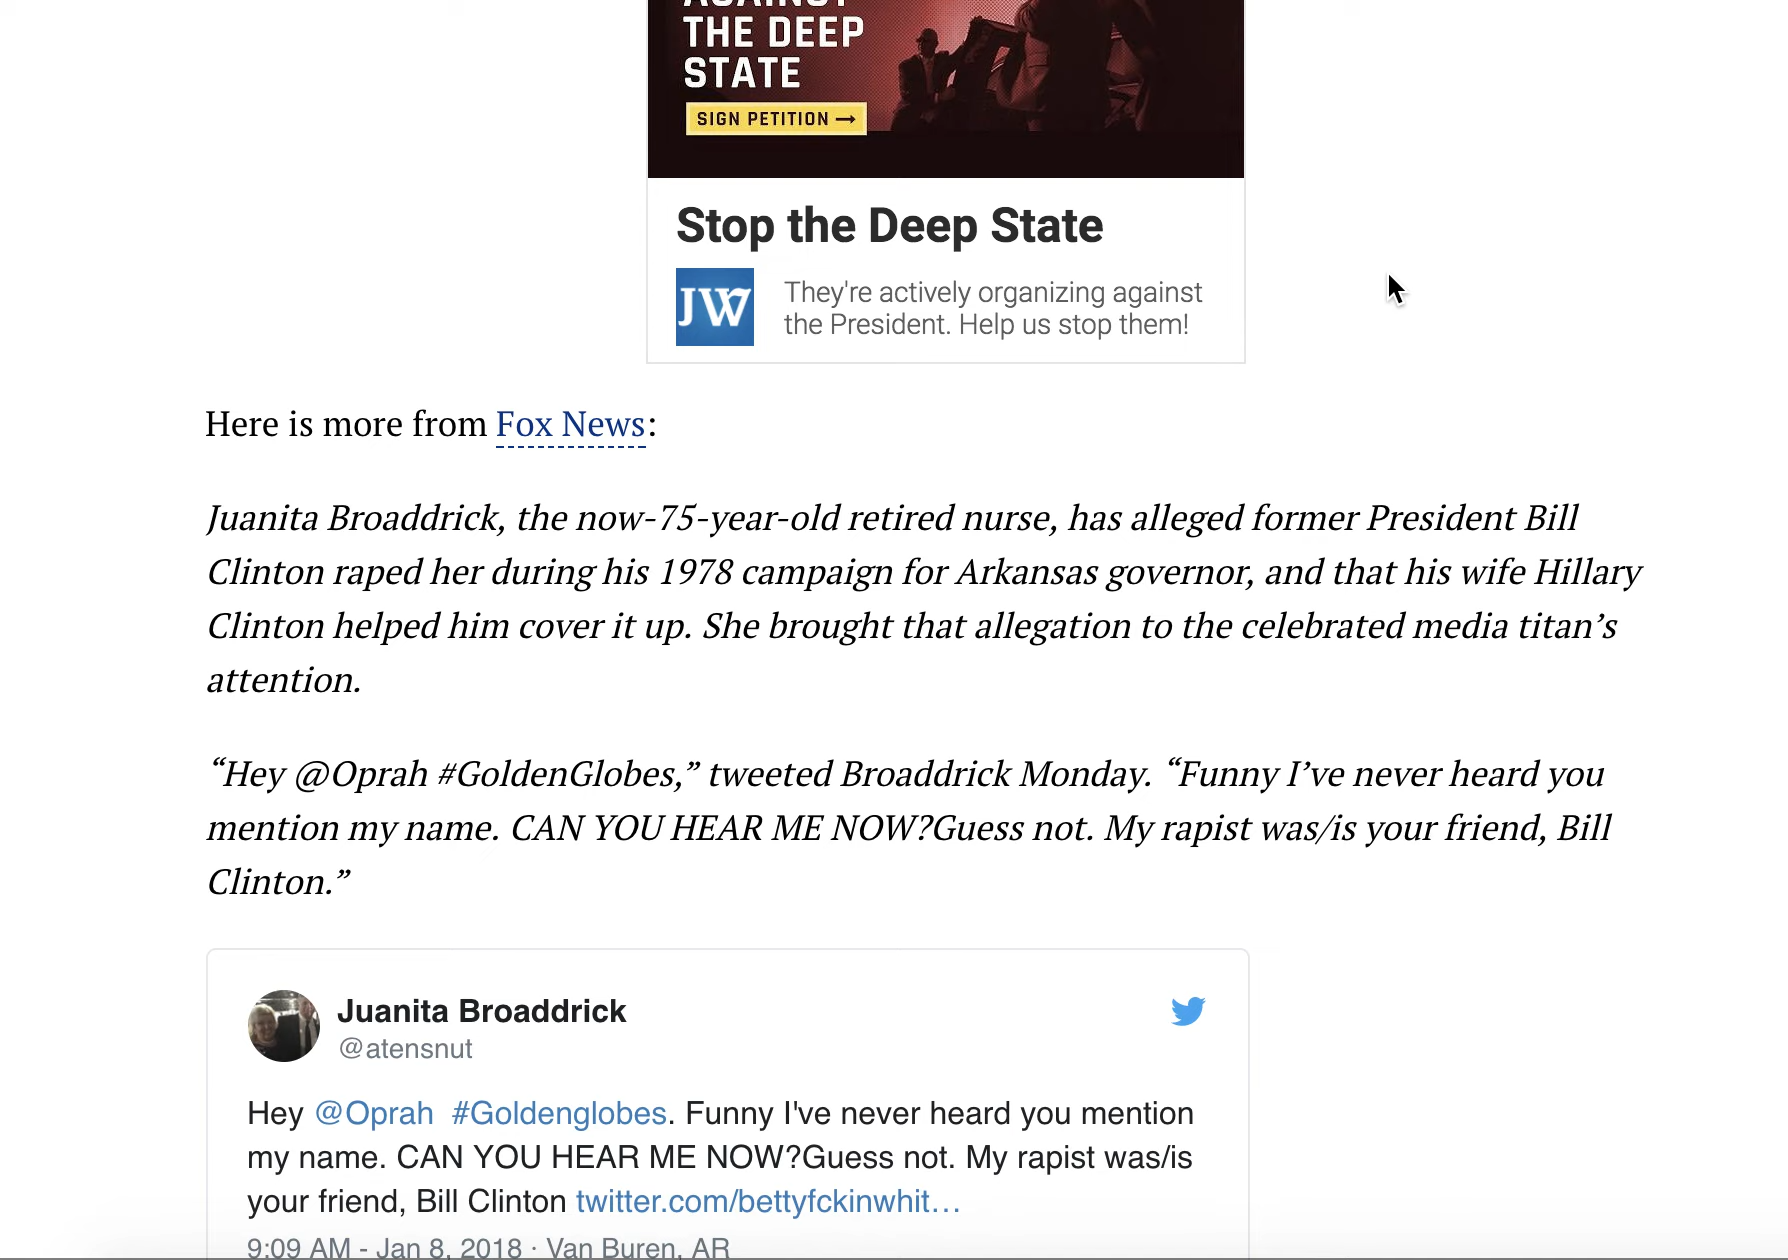 AGAINST
THE DEEP
STATE
SIGN PETITION →
Stop the Deep State
JW
They're actively organizing against
the President. Help us stop them!
Here is more from Fox News:
Juanita Broaddrick, the now-75-year-old retired nurse, has alleged former President Bill
Clinton raped her during his 1978 campaign for Arkansas governor, and that his wife Hillary
Clinton helped him cover it up. She brought that allegation to the celebrated media titan’s
attention.
“Hey @Oprah #GoldenGlobes,” tweeted Broaddrick Monday. “Funny I’ve never heard you
mention my name. CAN YOU HEAR ME NOW?Guess not. My rapist was/is your friend, Bill
Clinton.”
Juanita Broaddrick
@atensnut
Hey @Oprah #Goldenglobes. Funny I've never heard you mention
my name. CAN YOU HEAR ME NOW?Guess not. My rapist was/is
your friend, Bill Clinton twitter.com/bettyfckinwhit…
9:09 AM - Jan 8, 2018 · Van Buren, AR